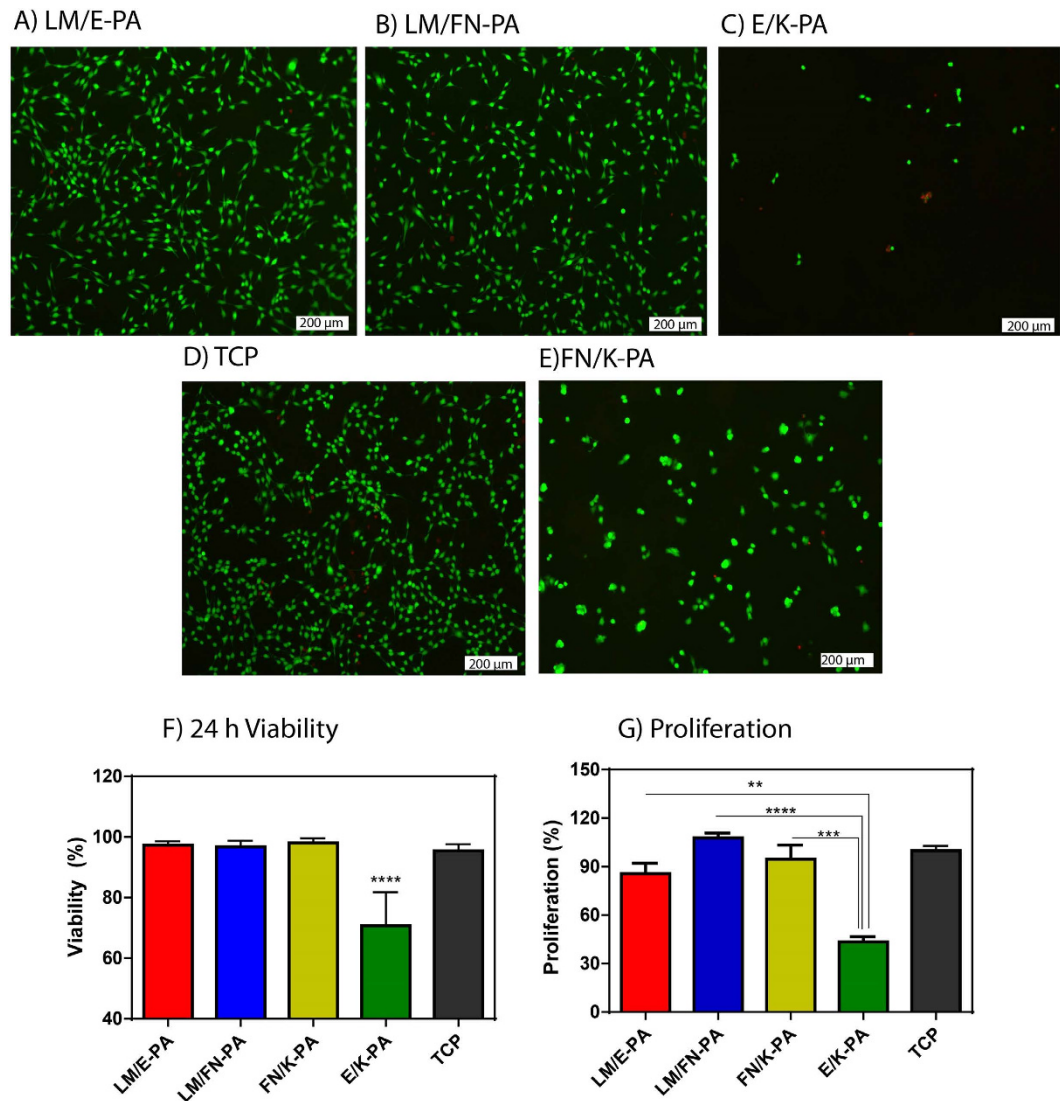 A) LM/E-PA
B) LM/FN-PA
C) E/K-PA
200 µm
200 µm
200 µm
D) TCP
E)FN/K-PA
200 µm
200 µm
F) 24 h Viability
G) Proliferation
Viability (%)
120
100
80
60
40
****
LM/E-PA
LM/FN-PA
FN/K-PA
E/K-PA
TCP
Proliferation (%)
150
120
90
60
30
0
**
****
***
LM/E-PA
LM/FN-PA
FN/K-PA
E/K-PA
TCP